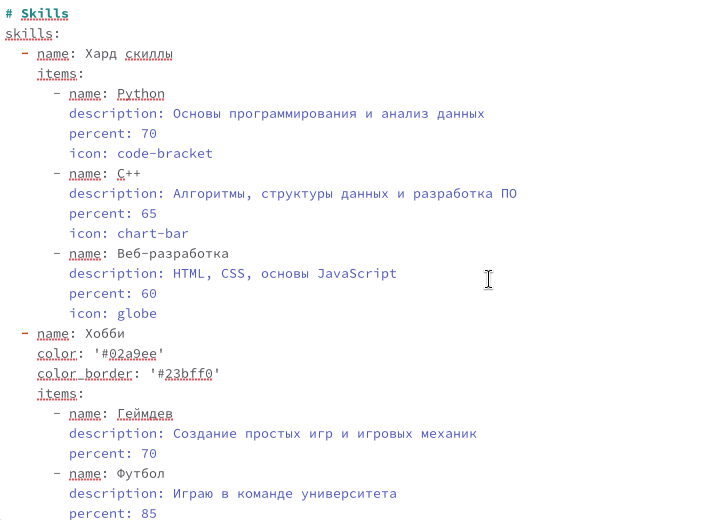 # Skills
skills:
- name: Хард скиллы
items:
- name: Python
description: Основы программирования и анализ данных
percent: 70
icon: code-bracket
- name: C++
description: Алгоритмы, структуры данных и разработка ПО
percent: 65
icon: chart-bar
- name: Веб-разработка
description: HTML, CSS, основы JavaScript
percent: 60
icon: globe
- name: Хобби
color: '#02a9ee'
color_border: '#23bff0'
items:
- name: Геймдев
description: Создание простых игр и игровых механик
percent: 70
- name: Футбол
description: Играю в команде университета
percent: 85